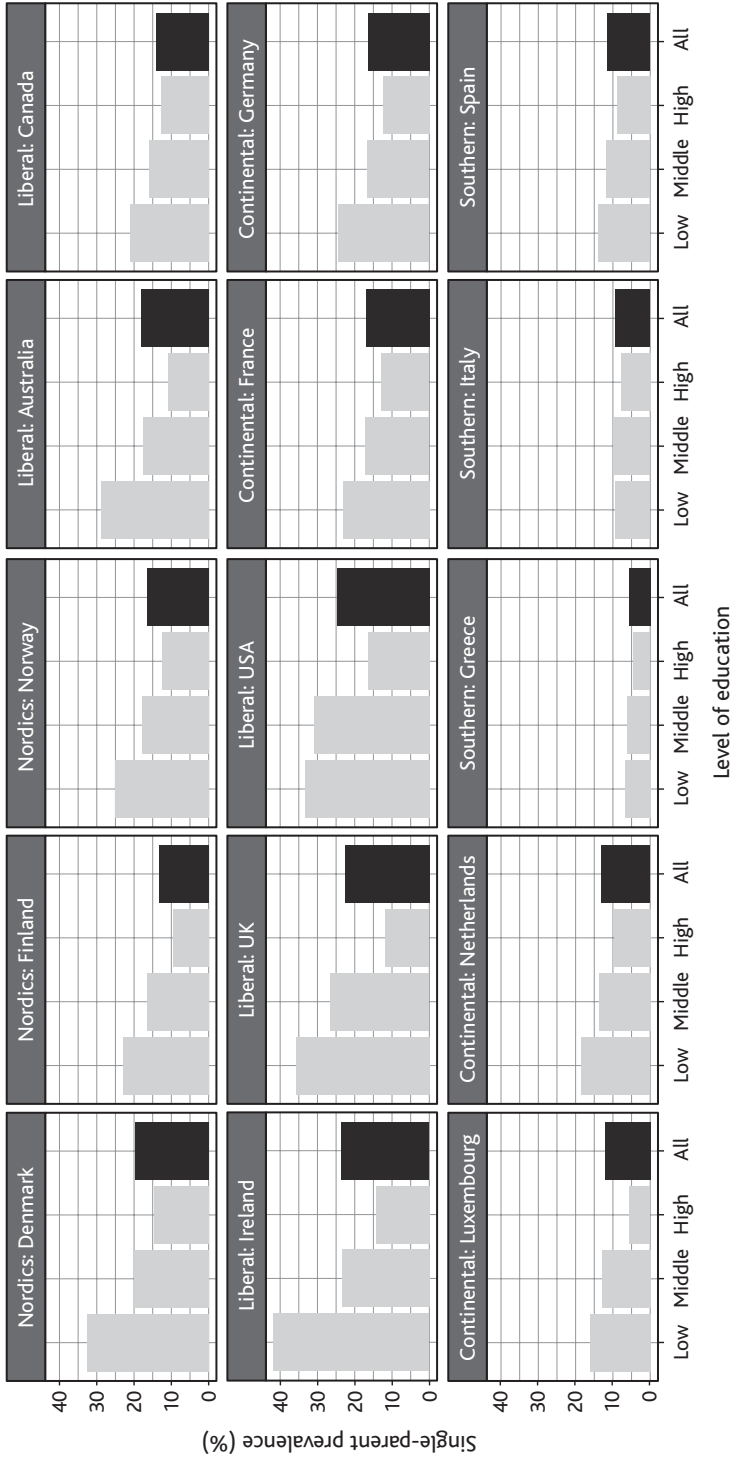 Single-parent prevalence (%)
Nordics: Denmark
Nordics: Finland
Nordics: Norway
Liberal: Australia
Liberal: Canada
40
30
20
10
0
Liberal: Ireland
Liberal: UK
Liberal: USA
Continental: France
Continental: Germany
40
30
20
10
0
Continental: Luxembourg
Continental: Netherlands
Southern: Greece
Southern: Italy
Southern: Spain
40
30
20
10
0
Low Middle High All Low Middle High All Low Middle High All Low Middle High All Low Middle High All
Level of education